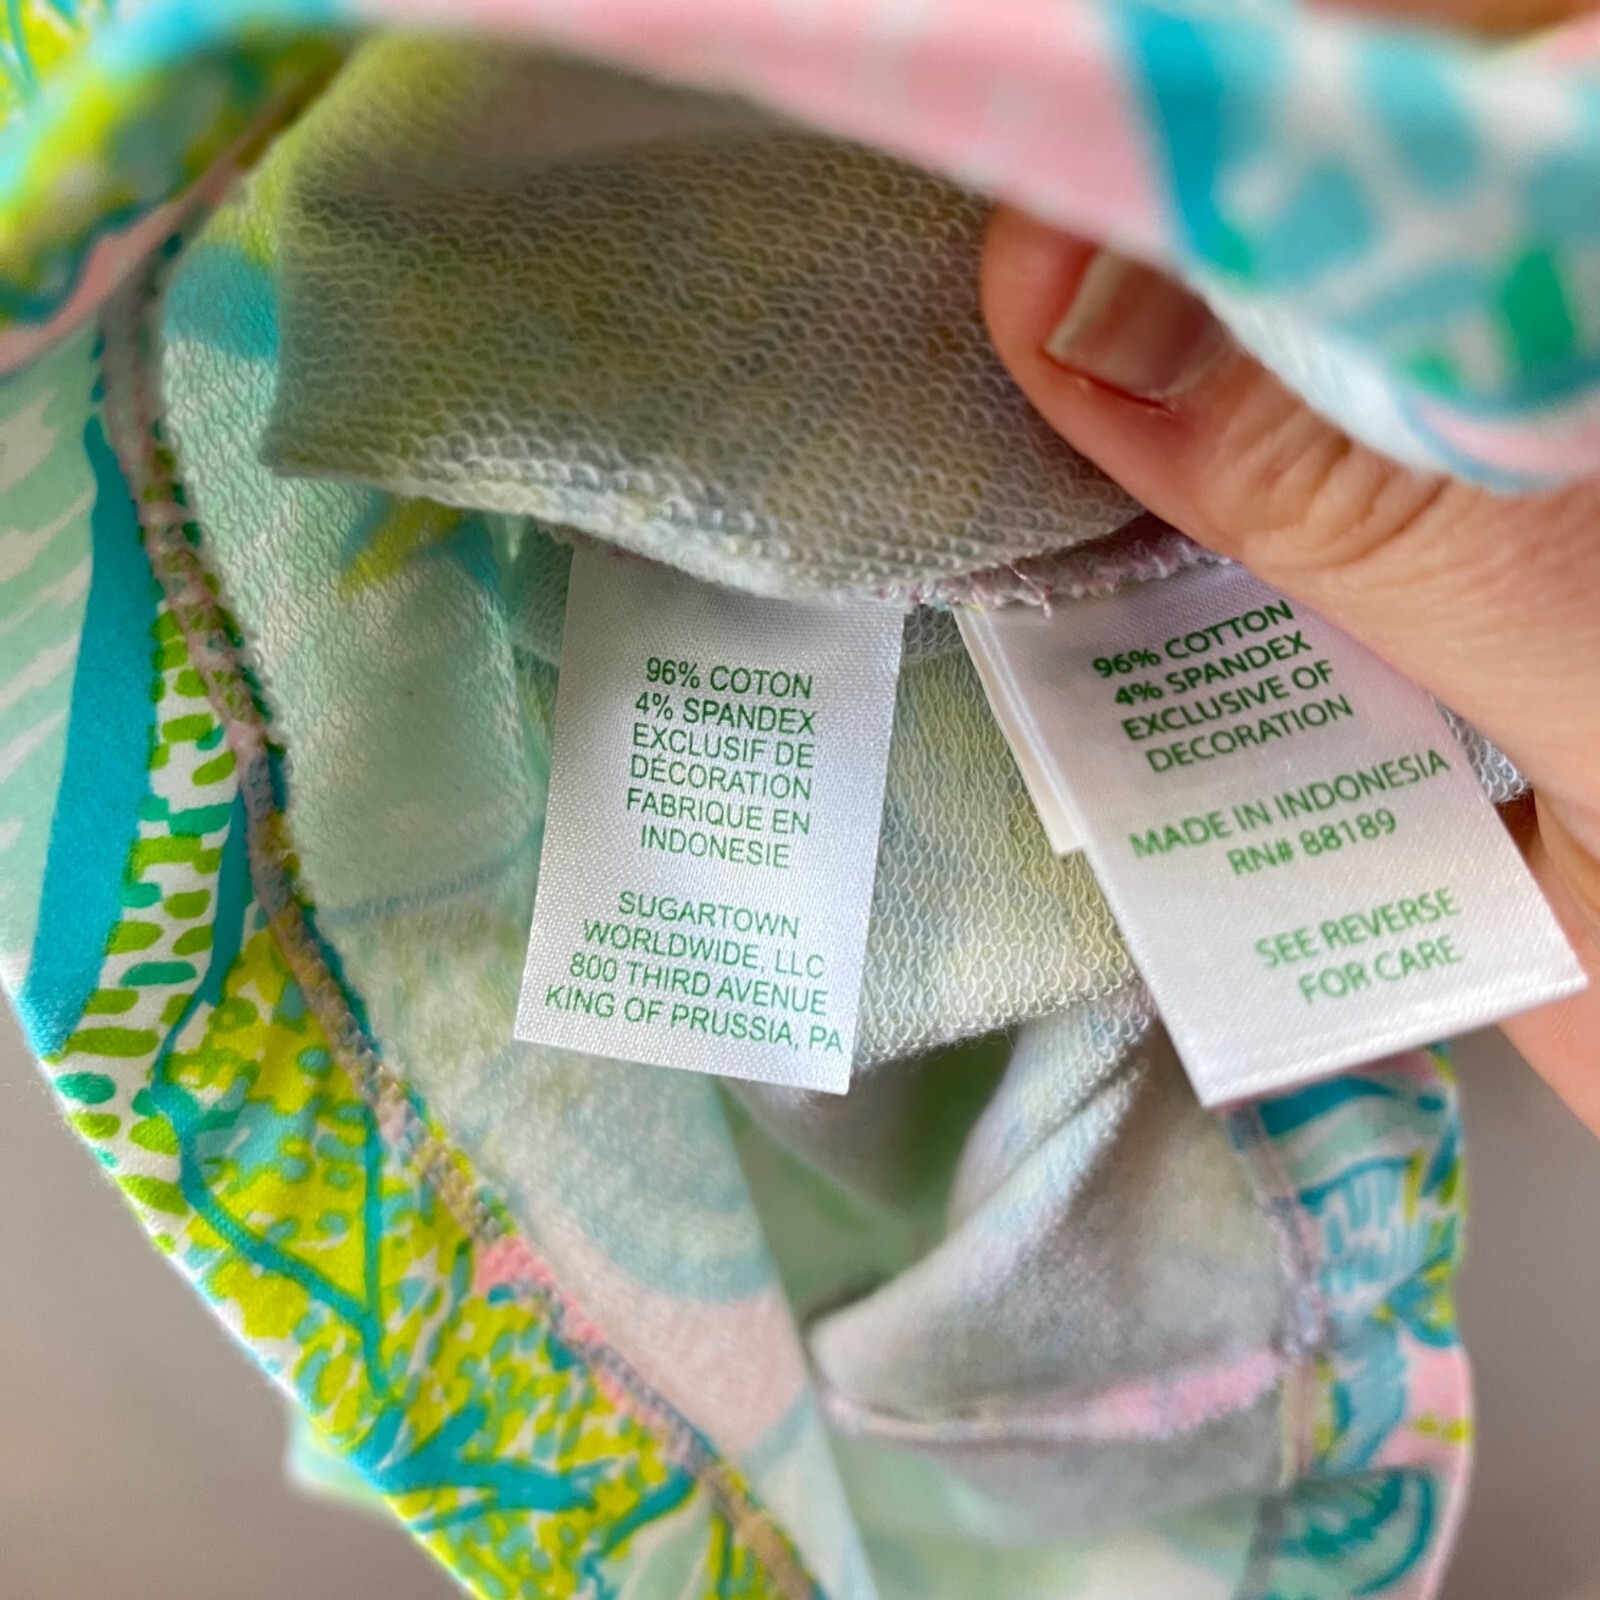 96% COTON
4% SPANDEX
EXCLUSIF DE
DÉCORATION
FABRIQUE EN
INDONESIE
SUGARTOWN
WORLDWIDE, LLC
800 THIRD AVENUE
KING OF PRUSSIA, PA
96% COTTON
4% SPANDEX
EXCLUSIVE OF
DECORATION
MADE IN INDONESIA
RN# 88189
SEE REVERSE
FOR CARE